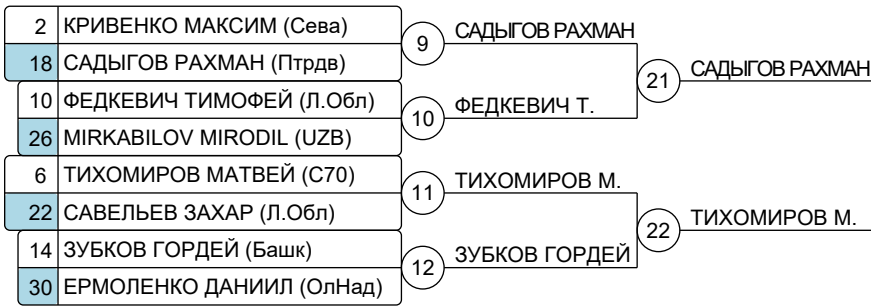 2 КРИВЕНКО МАКСИМ (Сева)
18 САДЫГОВ РАХМАН (Птрдв)
9 САДЫГОВ РАХМАН
10 ФЕДКЕВИЧ ТИМОФЕЙ (Л.Обл)
26 MIRKABILOV MIRODIL (UZB)
10 ФЕДКЕВИЧ Т.
21 САДЫГОВ РАХМАН
6 ТИХОМИРОВ МАТВЕЙ (С70)
22 САВЕЛЬЕВ ЗАХАР (Л.Обл)
11 ТИХОМИРОВ М.
14 ЗУБКОВ ГОРДЕЙ (Башк)
30 ЕРМОЛЕНКО ДАНИИЛ (ОлНад)
12 ЗУБКОВ ГОРДЕЙ
22 ТИХОМИРОВ М.